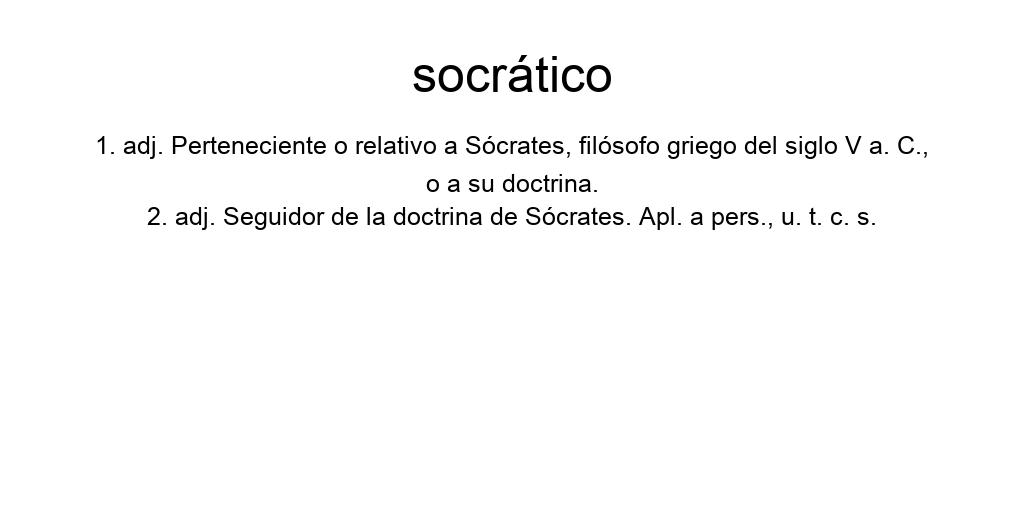 socrático
1. adj. Perteneciente o relativo a Sócrates, filósofo griego del siglo V a. C.,
o a su doctrina.
2. adj. Seguidor de la doctrina de Sócrates. Apl. a pers., u. t. c. s.